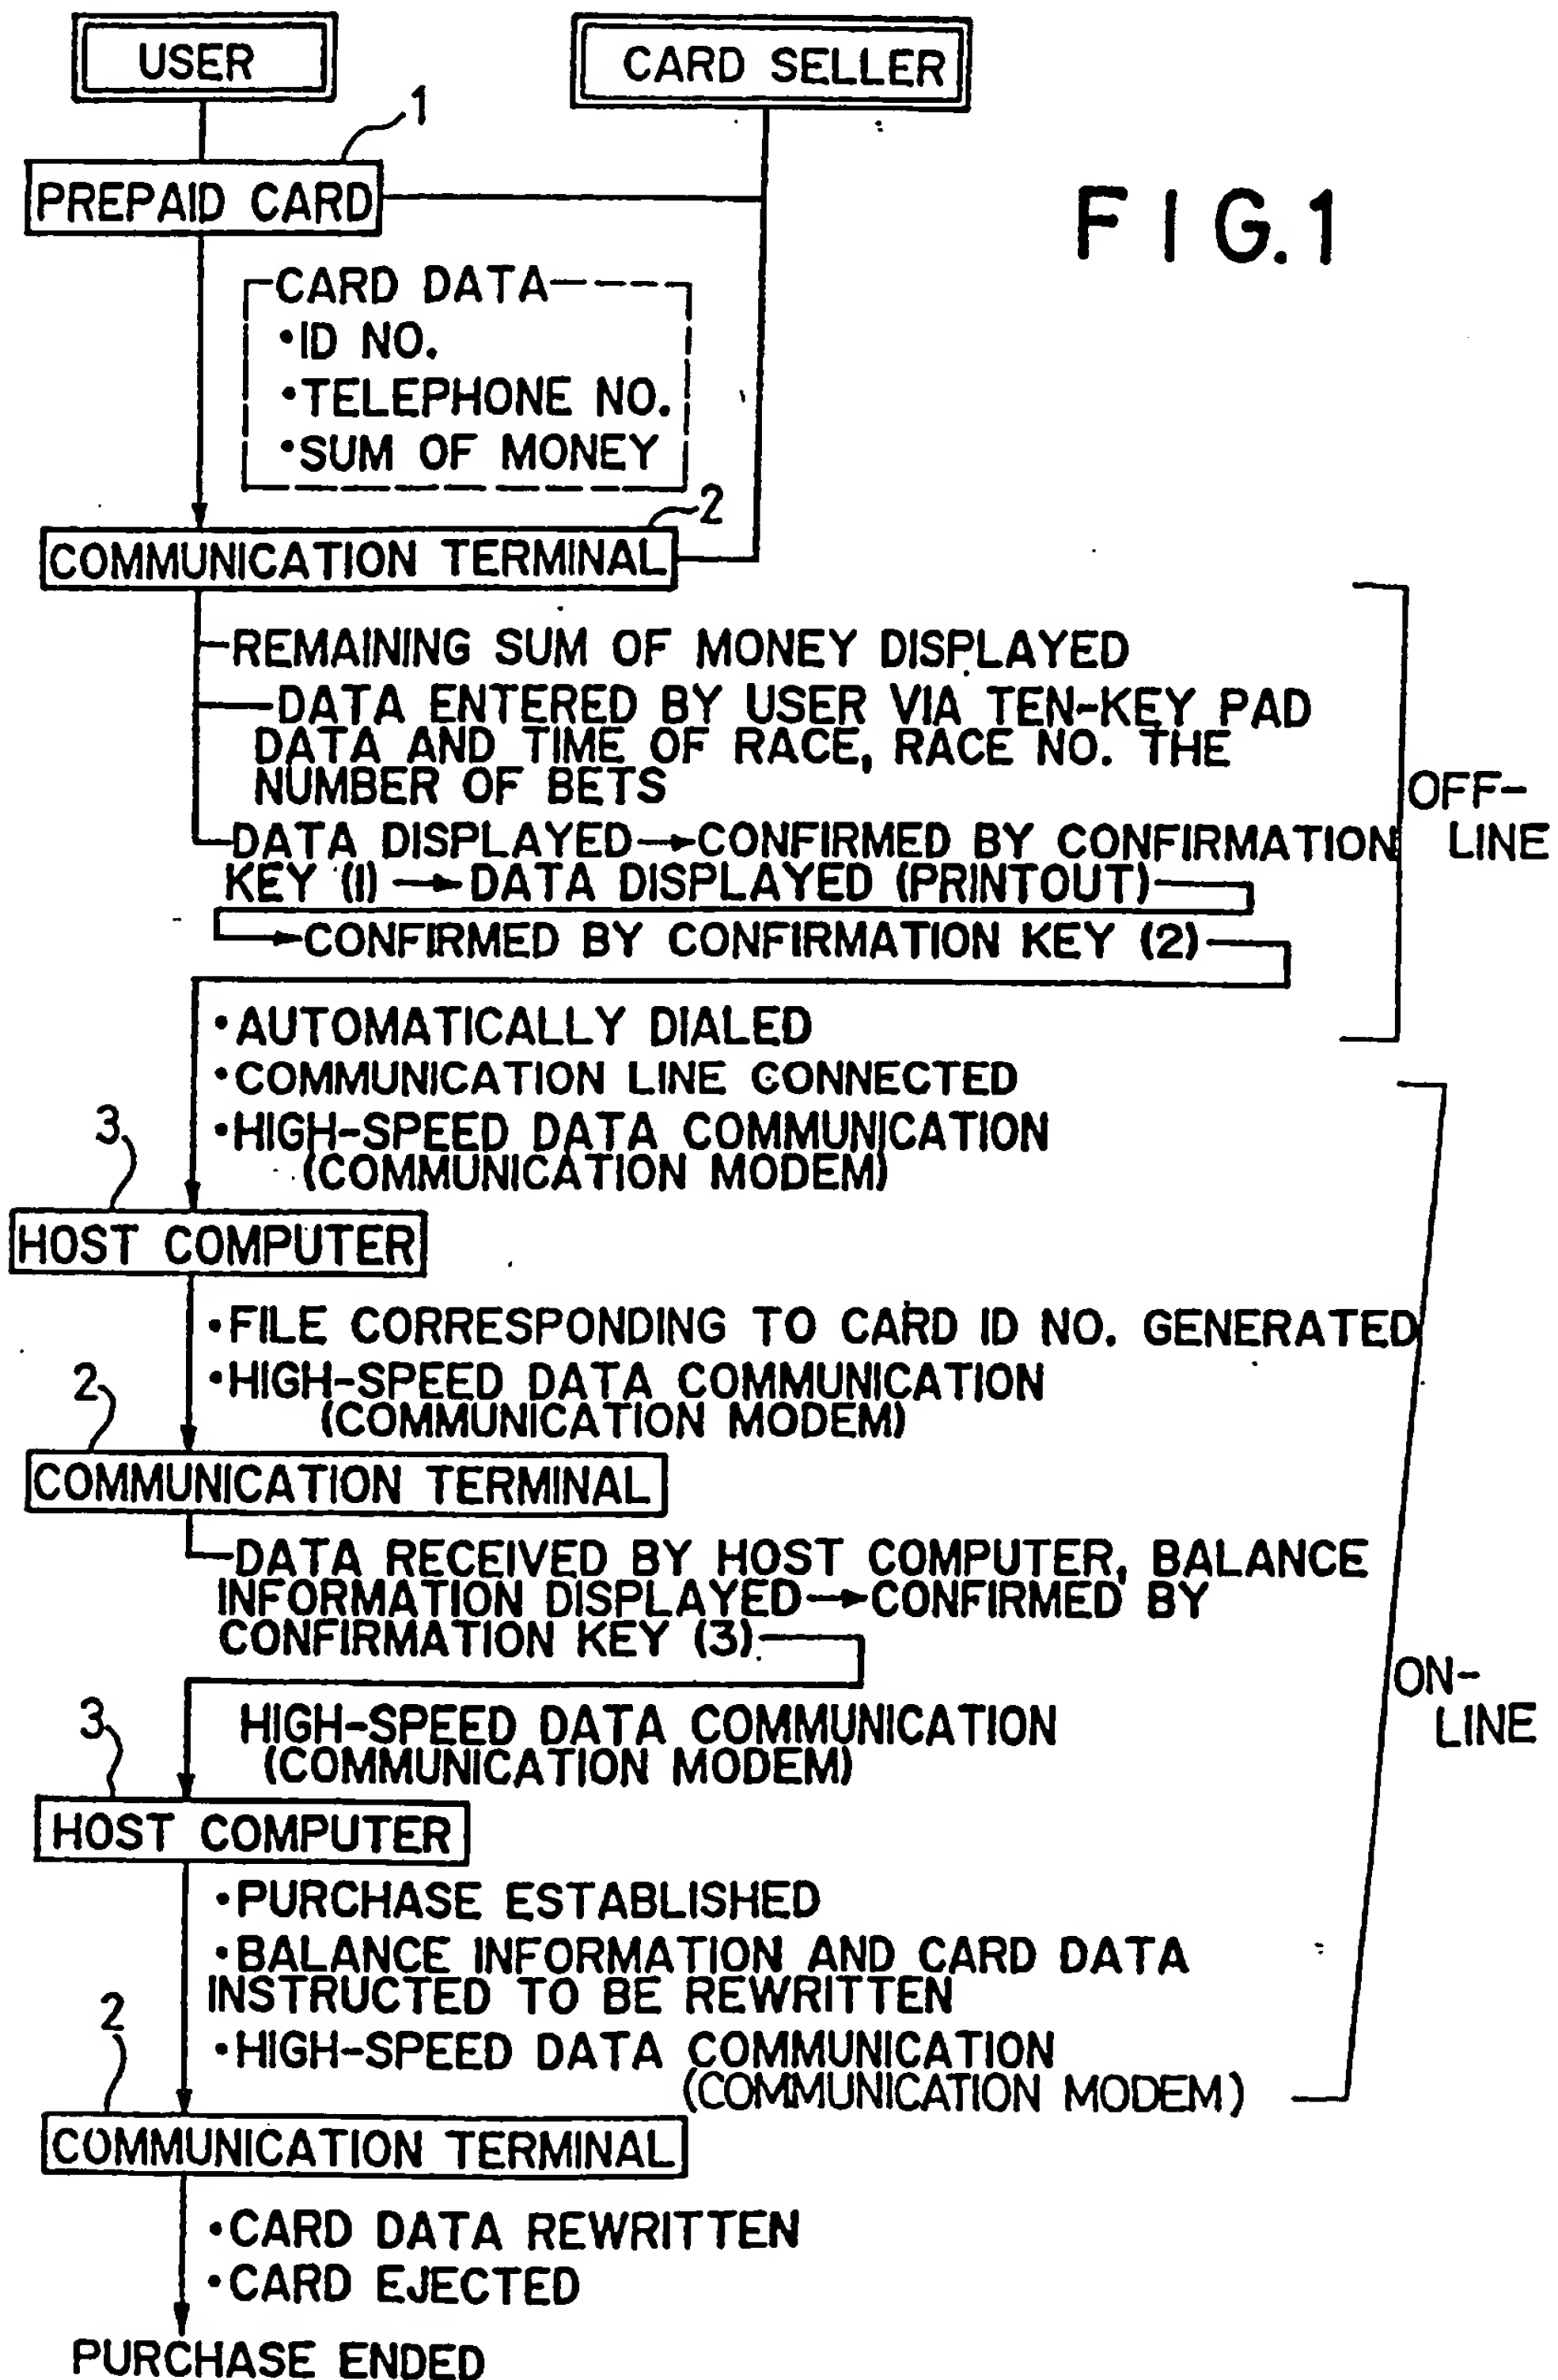 USER
CARD SELLER
1
PREPAID CARD
FIG.1
CARD DATA
•ID NO.
•TELEPHONE NO.
•SUM OF MONEY
2
COMMUNICATION TERMINAL
REMAINING SUM OF MONEY DISPLAYED
DATA ENTERED BY USER VIA TEN-KEY PAD
DATA AND TIME OF RACE, RACE NO. THE
NUMBER OF BETS
OFF-
LINE
DATA DISPLAYED→CONFIRMED BY CONFIRMATION
KEY (1)→DATA DISPLAYED (PRINTOUT)
→CONFIRMED BY CONFIRMATION KEY (2)
•AUTOMATICALLY DIALED
•COMMUNICATION LINE CONNECTED
•HIGH-SPEED DATA COMMUNICATION
(COMMUNICATION MODEM)
3
HOST COMPUTER
•FILE CORRESPONDING TO CARD ID NO. GENERATED
•HIGH-SPEED DATA COMMUNICATION
(COMMUNICATION MODEM)
2
COMMUNICATION TERMINAL
DATA RECEIVED BY HOST COMPUTER, BALANCE
INFORMATION DISPLAYED→CONFIRMED BY
CONFIRMATION KEY (3)
ON-
LINE
HIGH-SPEED DATA COMMUNICATION
(COMMUNICATION MODEM)
3
HOST COMPUTER
•PURCHASE ESTABLISHED
•BALANCE INFORMATION AND CARD DATA
INSTRUCTED TO BE REWRITTEN
•HIGH-SPEED DATA COMMUNICATION
(COMMUNICATION MODEM)
2
COMMUNICATION TERMINAL
•CARD DATA REWRITTEN
•CARD EJECTED
PURCHASE ENDED